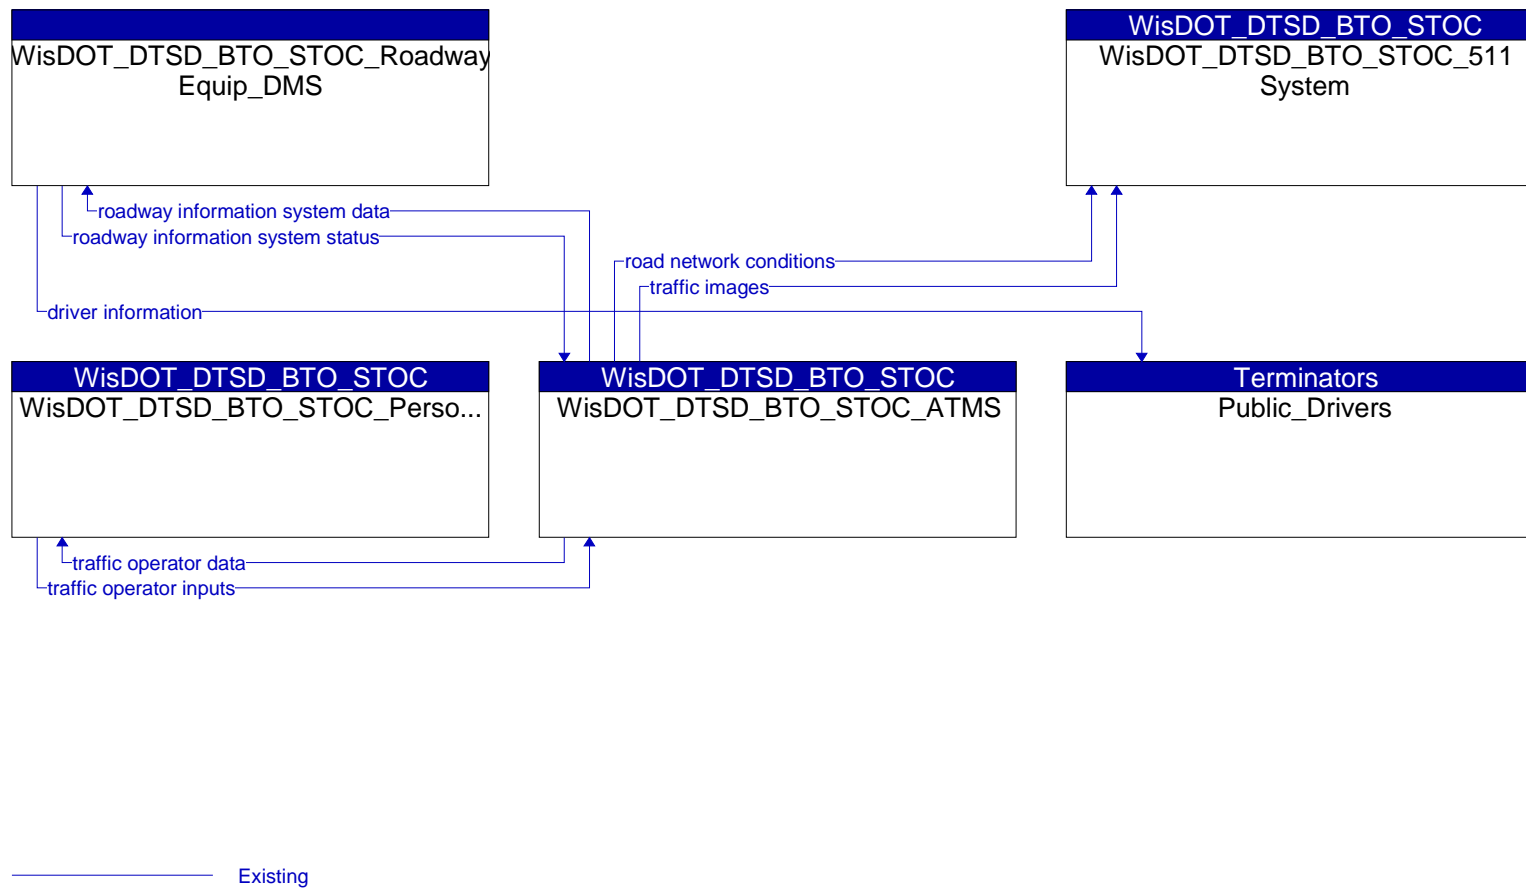 WisDOT_DTSD_BTO_STOC_Roadway
Equip_DMS
WisDOT_DTSD_BTO_STOC
WisDOT_DTSD_BTO_STOC_511
System
roadway information system data
roadway information system status
road network conditions
traffic images
driver information
WisDOT_DTSD_BTO_STOC
WisDOT_DTSD_BTO_STOC_Perso...
WisDOT_DTSD_BTO_STOC
WisDOT_DTSD_BTO_STOC_ATMS
Terminators
Public_Drivers
traffic operator data
traffic operator inputs
Existing